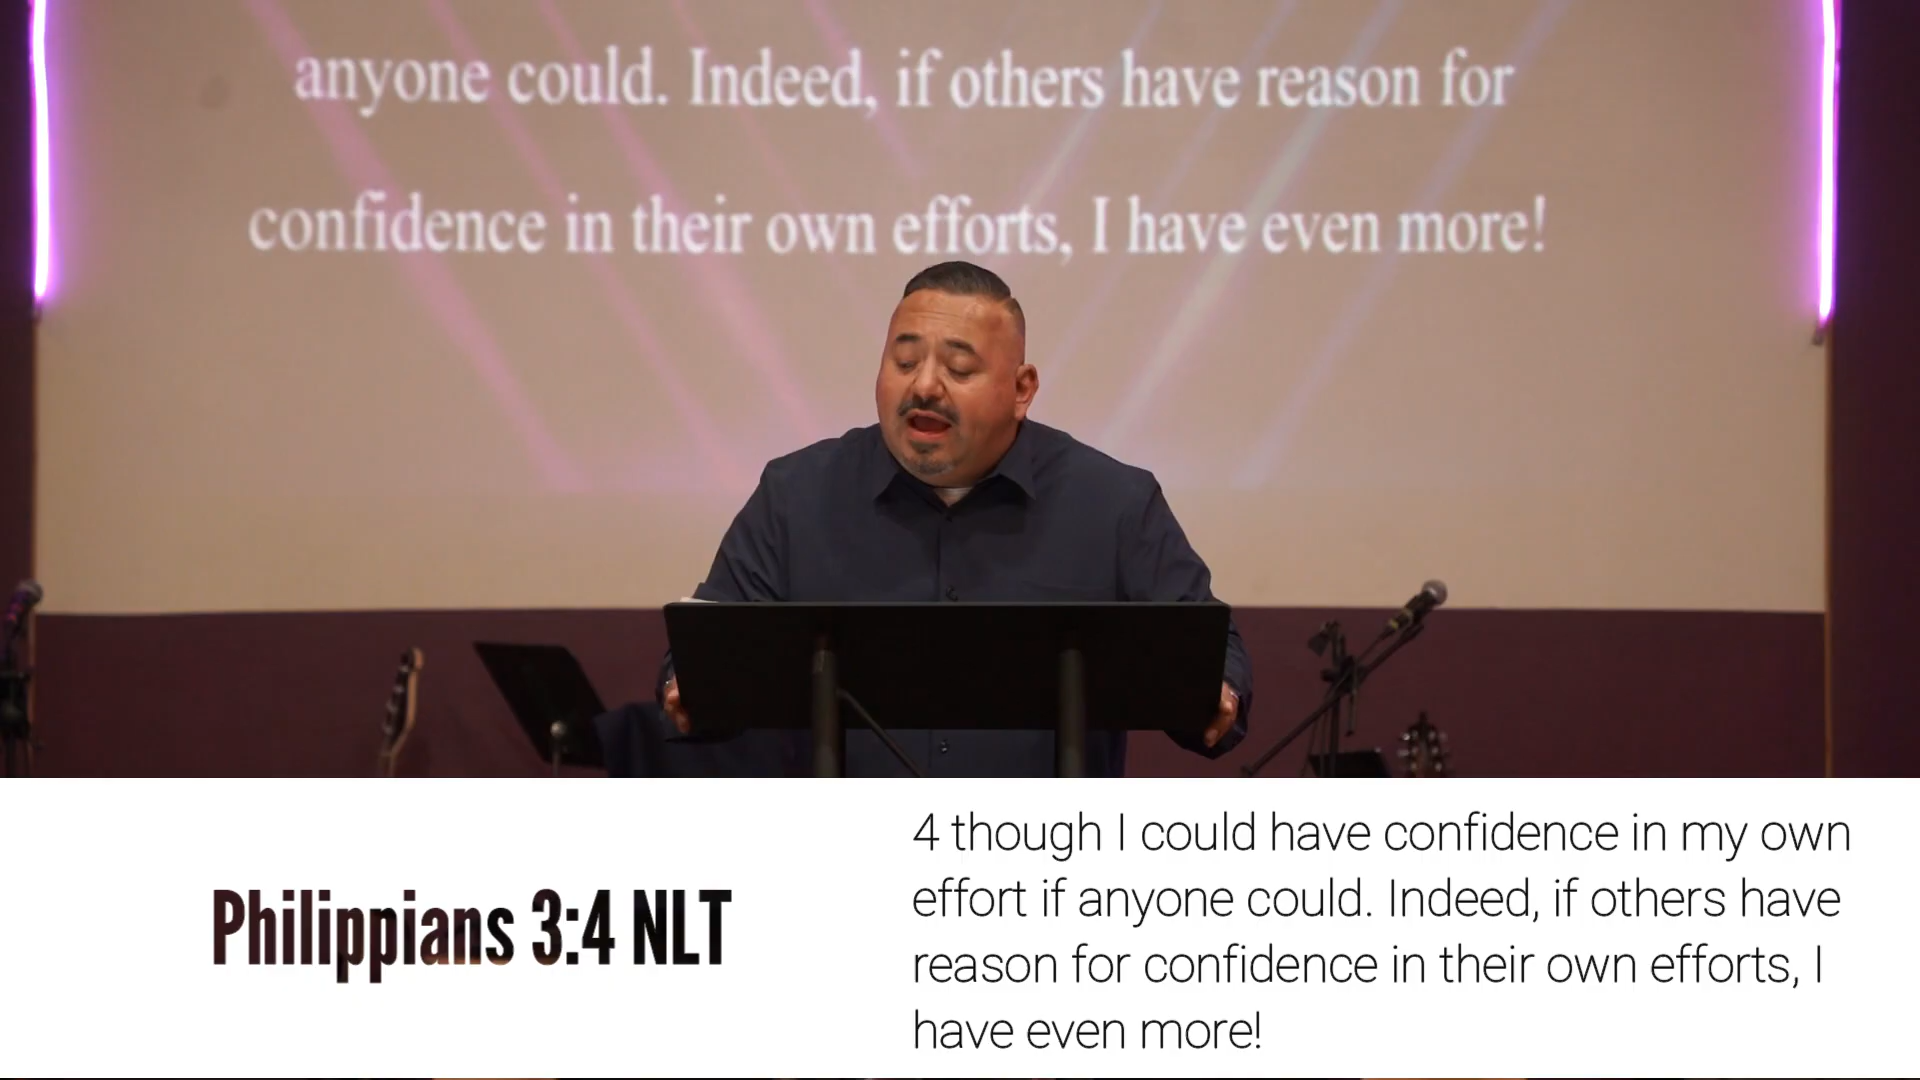 anyone could. Indeed, if others have reason for
confidence in their own efforts, I have even more!
Philippians 3:4 NLT
4 though I could have confidence in my own
effort if anyone could. Indeed, if others have
reason for confidence in their own efforts, I
have even more!